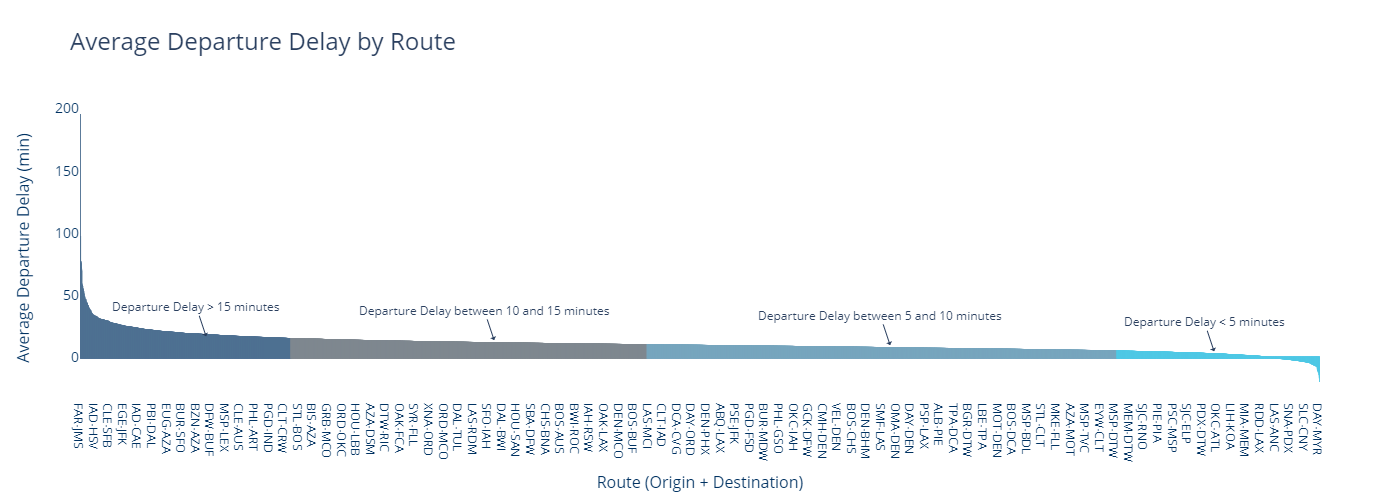 Average Departure Delay by Route
200
150
100
50
0
Average Departure Delay (min)
Departure Delay > 15 minutes
Departure Delay between 10 and 15 minutes
Departure Delay between 5 and 10 minutes
Departure Delay < 5 minutes
FAR-JMS
IAD-HSV
CLE-SFB
EGE-JFK
IAD-CAE
PBI-DAL
EUG-AZA
BUR-SFO
BZN-AZA
DFW-BUF
MSP-LEX
CLE-AUS
PHL-ART
PGD-IND
CLT-CRW
STL-BOS
BIS-AZA
GRB-MCO
ORD-OKC
HOU-LBB
AZA-DSM
DTW-RIC
OAK-FCA
SYR-FLL
XNA-ORD
ORD-MCO
DAL-TUL
LAS-RDM
SFO-IAH
DAL-BWI
HOU-SAN
SBA-DFW
CHS-BNA
BOS-AUS
BWI-ROC
IAH-RSW
OAK-LAX
DEN-MCO
BOS-BUF
LAS-MCI
CLT-IAD
DCA-CVG
DAY-ORD
DEN-PHX
ABQ-LAX
PSE-JFK
PGD-FSD
BUR-MDW
PHL-GSO
OKC-IAH
GCK-DFW
CMH-DEN
VEL-DEN
BOS-CHS
DEN-BHM
SMF-LAS
OMA-DEN
DAY-DEN
PSP-LAX
ALB-PIE
TPA-DCA
BGR-DTW
LBE-TPA
MOT-DEN
BOS-DCA
MSP-BDL
STL-CLT
MKE-FLL
AZA-MOT
MSP-TVC
EYW-CLT
MSP-DTW
MEM-DTW
SJC-RNO
PIE-PIA
PSC-MSP
SJC-ELP
PDX-DTW
OKC-ATL
LIH-KOA
MIA-MEM
RDD-LAX
LAS-ANC
SNA-PDX
SLC-CNY
DAY-MYR
Route (Origin + Destination)